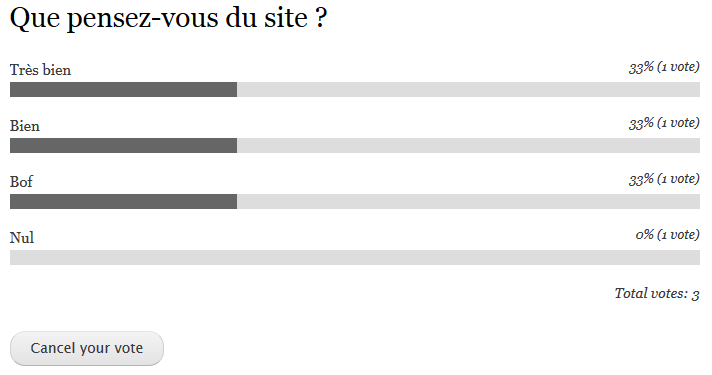 Que pensez-vous du site ?
Très bien 33% (1 vote)
Bien 33% (1 vote)
Bof 33% (1 vote)
Nul 0% (1 vote)
Total votes: 3
Cancel your vote